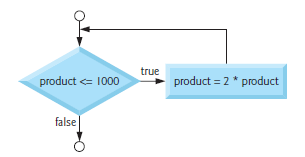 product <= 1000
true
product = 2 * product
false